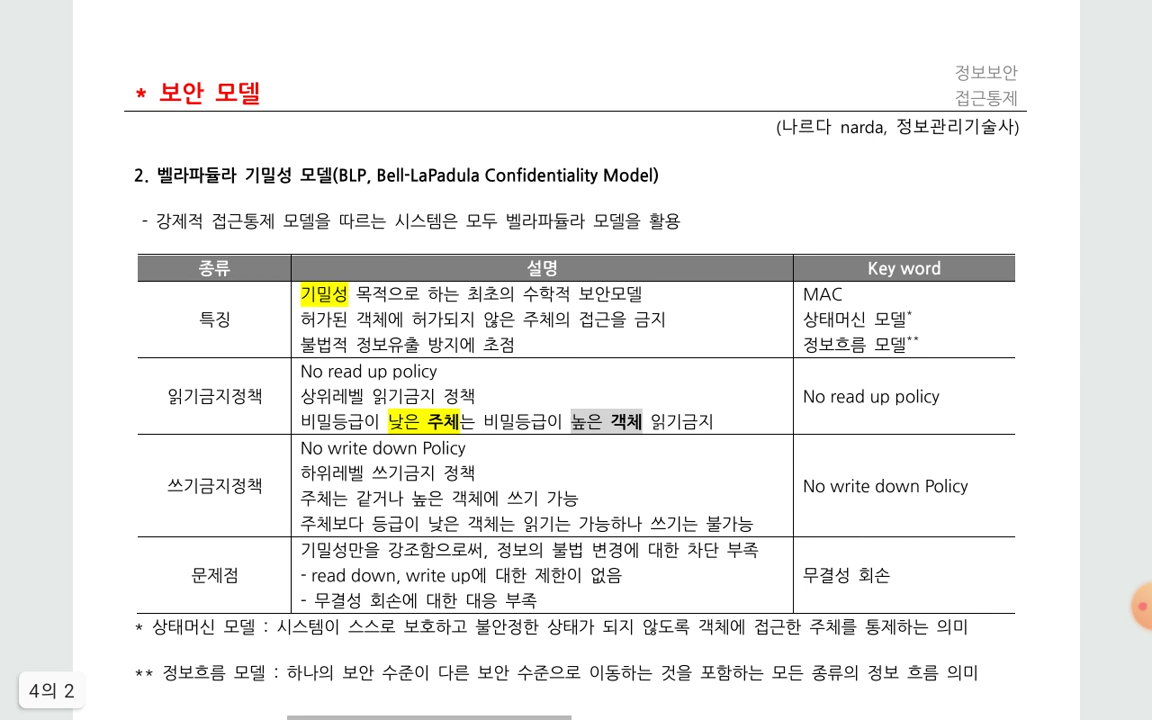 정보보안
* 보안 모델
접근통제
(나르다 narda, 정보관리기술사)
2. 벨라파듈라 기밀성 모델(BLP, Bell-LaPadula Confidentiality Model)
- 강제적 접근통제 모델을 따르는 시스템은 모두 벨라파듈라 모델을 활용
종류 설명 Key word
특징
기밀성 목적으로 하는 최초의 수학적 보안모델
허가된 객체에 허가되지 않은 주체의 접근을 금지
불법적 정보유출 방지에 초점
MAC
상태머신 모델*
정보흐름 모델**
읽기금지정책
No read up policy
상위레벨 읽기금지 정책
비밀등급이 낮은 주체는 비밀등급이 높은 객체 읽기금지
No read up policy
쓰기금지정책
No write down Policy
하위레벨 쓰기금지 정책
주체는 같거나 높은 객체에 쓰기 가능
주체보다 등급이 낮은 객체는 읽기는 가능하나 쓰기는 불가능
No write down Policy
문제점
기밀성만을 강조함으로써, 정보의 불법 변경에 대한 차단 부족
- read down, write up에 대한 제한이 없음
- 무결성 회손에 대한 대응 부족
무결성 회손
* 상태머신 모델 : 시스템이 스스로 보호하고 불안정한 상태가 되지 않도록 객체에 접근한 주체를 통제하는 의미
** 정보흐름 모델 : 하나의 보안 수준이 다른 보안 수준으로 이동하는 것을 포함하는 모든 종류의 정보 흐름 의미
4의 2